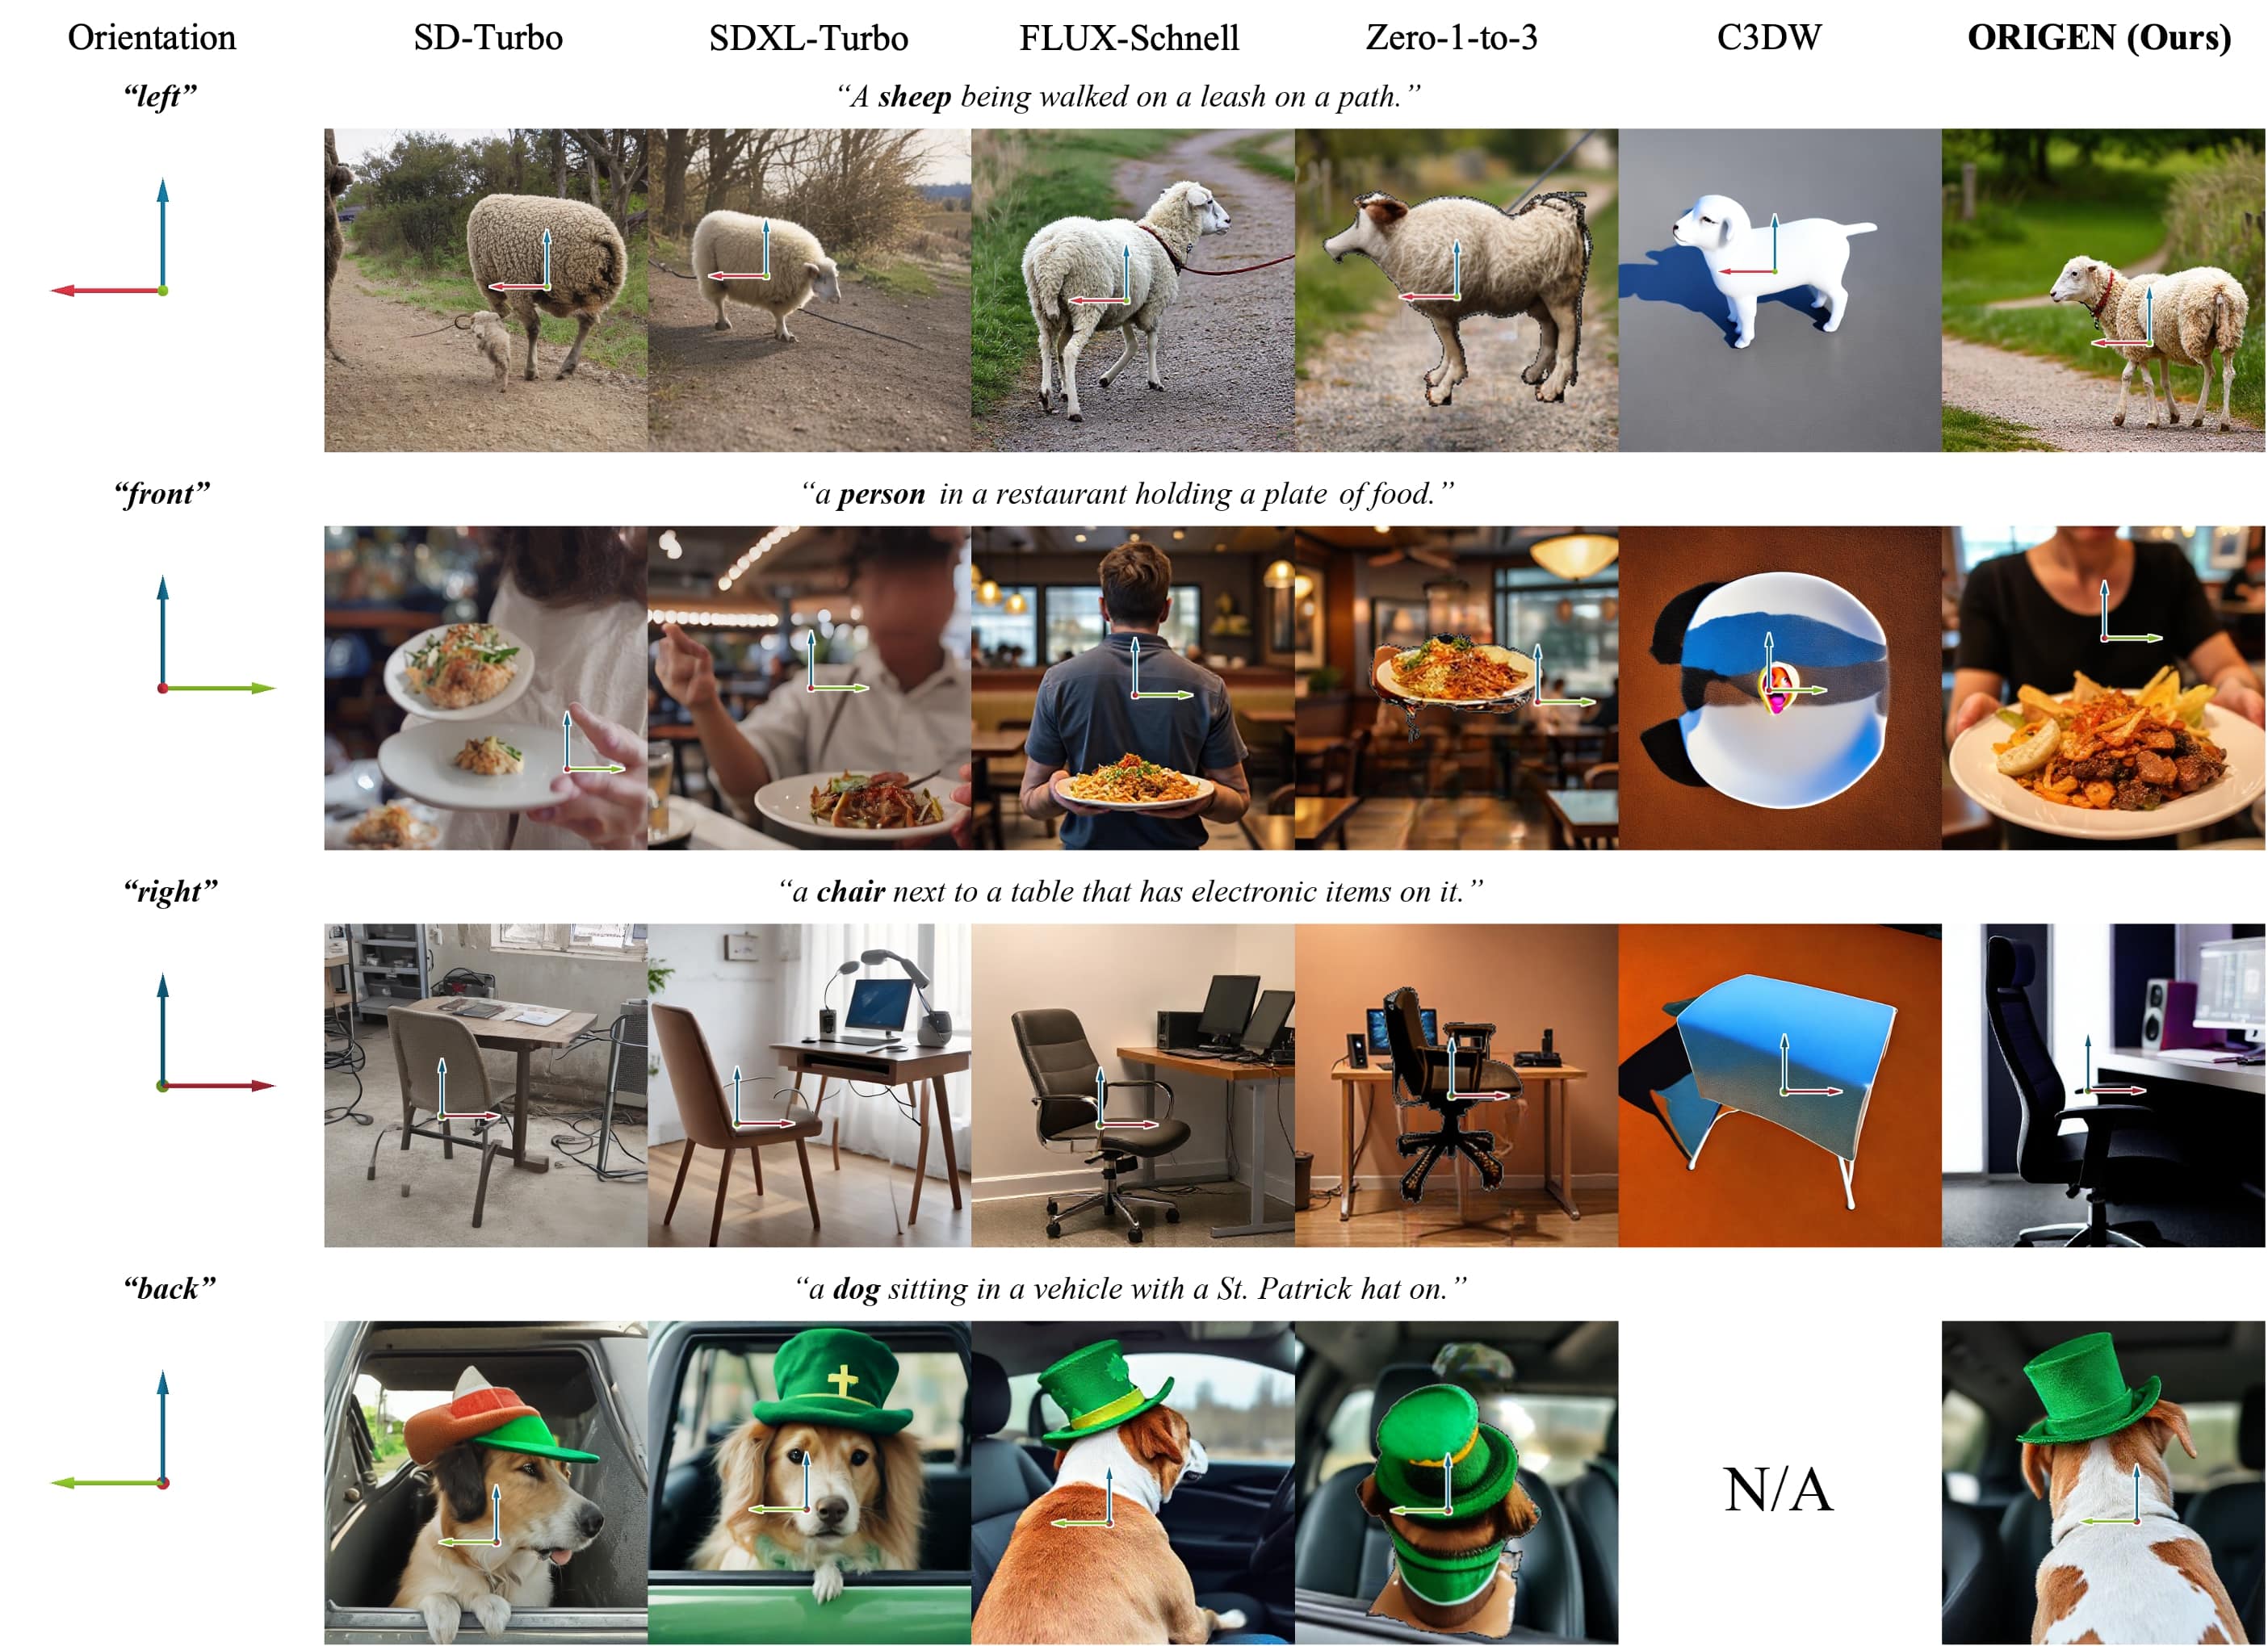 Orientation SD-Turbo SDXL-Turbo FLUX-Schnell Zero-1-to-3 C3DW ORIGEN (Ours)
“left” “A sheep being walked on a leash on a path.”
“front” “a person in a restaurant holding a plate of food.”
“right” “a chair next to a table that has electronic items on it.”
“back” “a dog sitting in a vehicle with a St. Patrick hat on.”
N/A